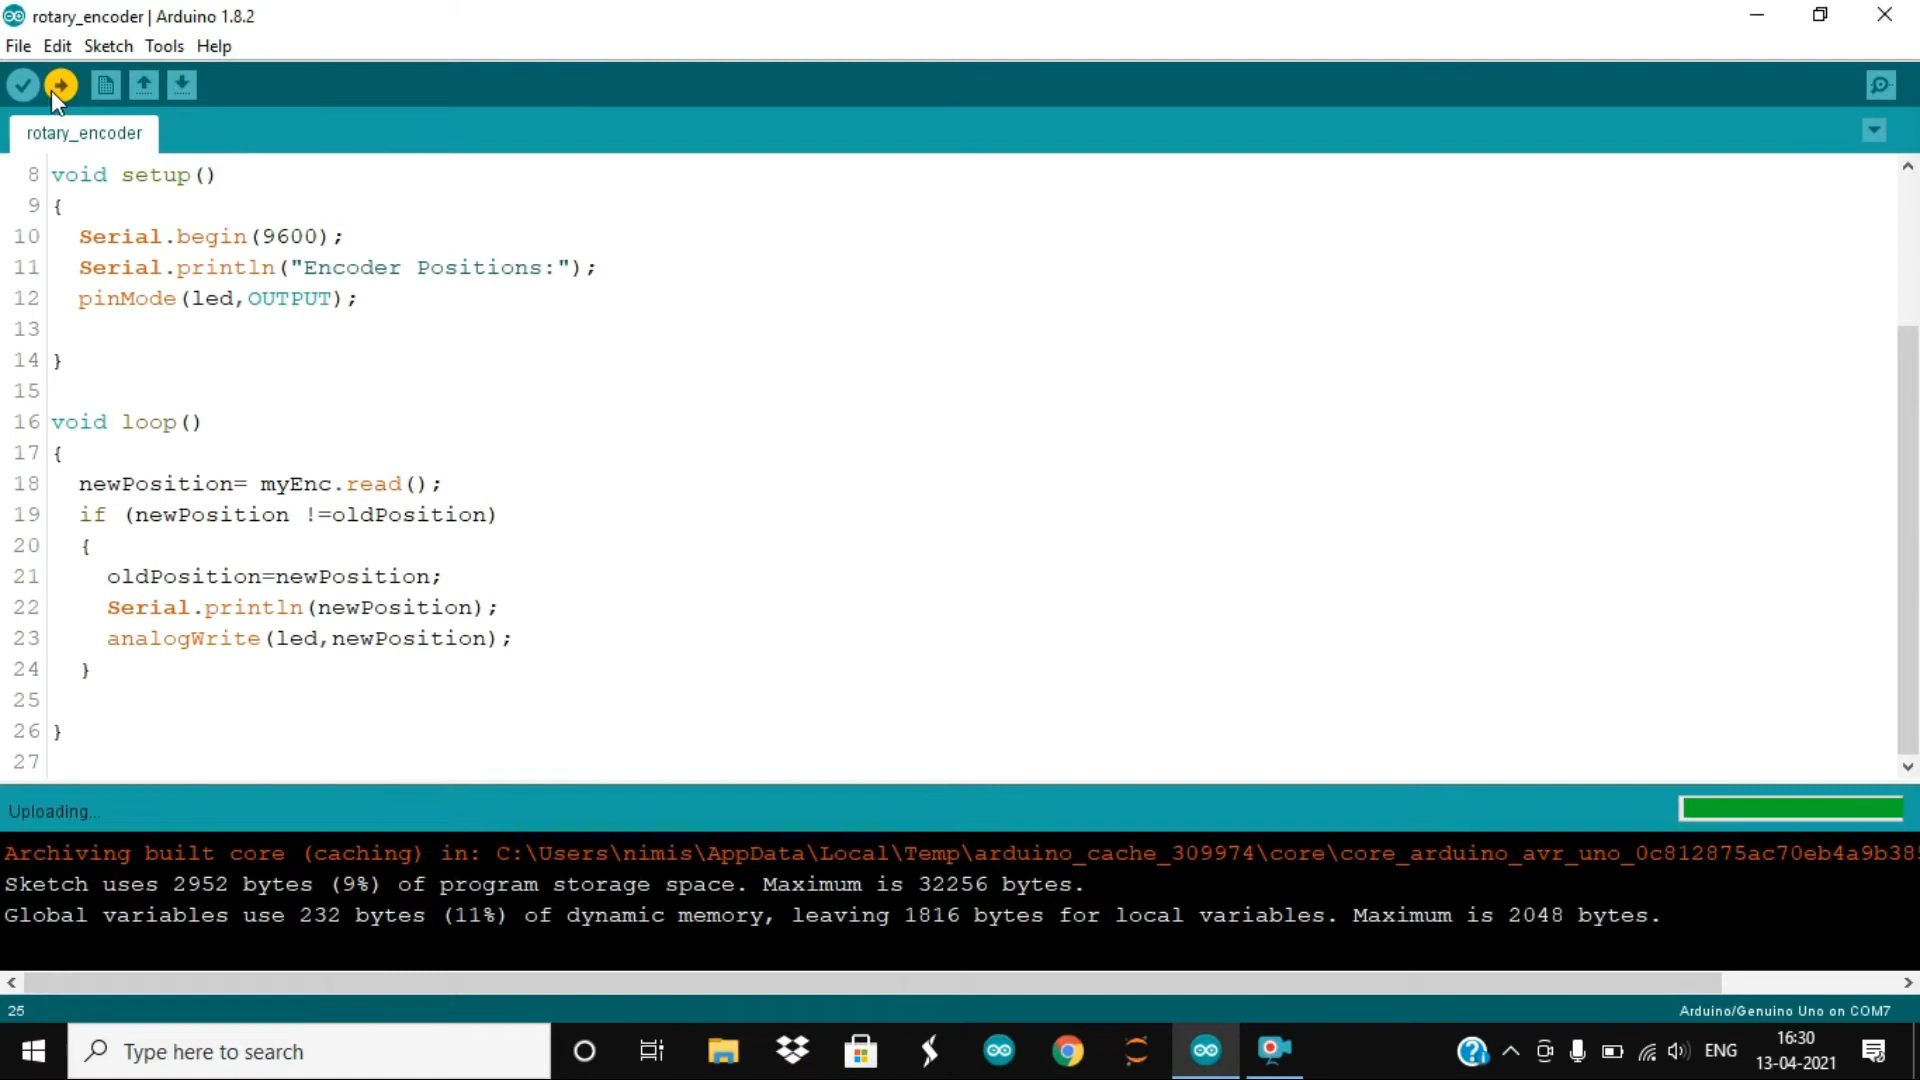 rotary_encoder | Arduino 1.8.2
File Edit Sketch Tools Help
rotary_encoder
8 void setup()
9 {
10 Serial.begin(9600);
11 Serial.println("Encoder Positions:");
12 pinMode(led,OUTPUT);
13
14 }
15
16 void loop()
17 {
18 newPosition= myEnc.read();
19 if (newPosition !=oldPosition)
20 {
21 oldPosition=newPosition;
22 Serial.println(newPosition);
23 analogWrite(led,newPosition);
24 }
25
26 }
27
Uploading...
Archiving built core (caching) in: C:\Users\nimis\AppData\Local\Temp\arduino_cache_309974\core\core_arduino_avr_uno_0c812875ac70eb4a9b385
Sketch uses 2952 bytes (9%) of program storage space. Maximum is 32256 bytes.
Global variables use 232 bytes (11%) of dynamic memory, leaving 1816 bytes for local variables. Maximum is 2048 bytes.
25
Arduino/Genuino Uno on COM7
Type here to search
ENG
16:30
13-04-2021